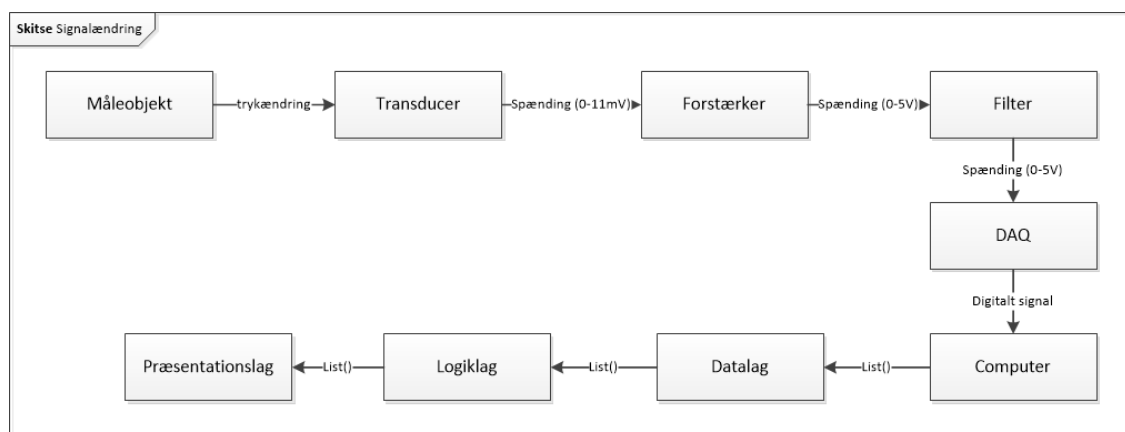 Skitse Signalændring
Måleobjekt
trykændring
Transducer
Spænding (0-11mV)
Forstærker
Spænding (0-5V)
Filter
Spænding (0-5V)
DAQ
Digitalt signal
Computer
List()
Datalag
List()
Logiklag
List()
Præsentationslag